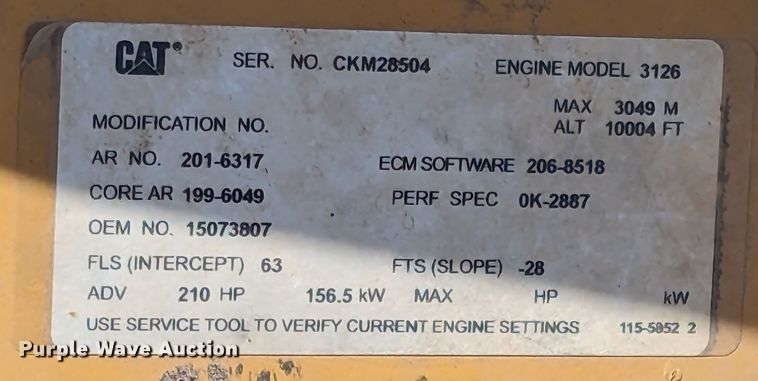 CAT® SER. NO. CKM28504 ENGINE MODEL 3126
MAX 3049 M
MODIFICATION NO. ALT 10004 FT
AR NO. 201-6317 ECM SOFTWARE 206-8518
CORE AR 199-6049 PERF SPEC 0K-2887
OEM NO. 15073807
FLS (INTERCEPT) 63 FTS (SLOPE) -28
ADV 210 HP 156.5 kW MAX HP kW
USE SERVICE TOOL TO VERIFY CURRENT ENGINE SETTINGS 115-5852 2
Purple Wave Auction